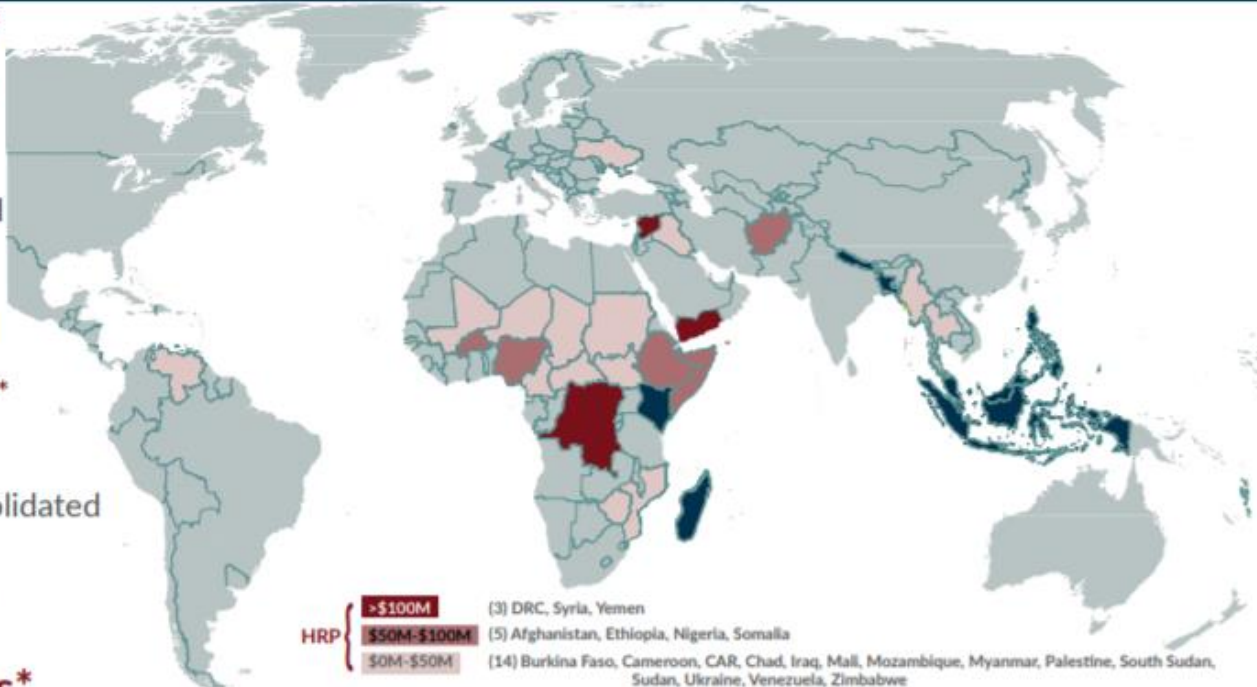 *
lidated
s*
HRP
>$100M
(3) DRC, Syria, Yemen
$50M-$100M
(5) Afghanistan, Ethiopia, Nigeria, Somalia
$0M-$50M
(14) Burkina Faso, Cameroon, CAR, Chad, Iraq, Mali, Mozambique, Myanmar, Palestine, South Sudan,
Sudan, Ukraine, Venezuela, Zimbabwe